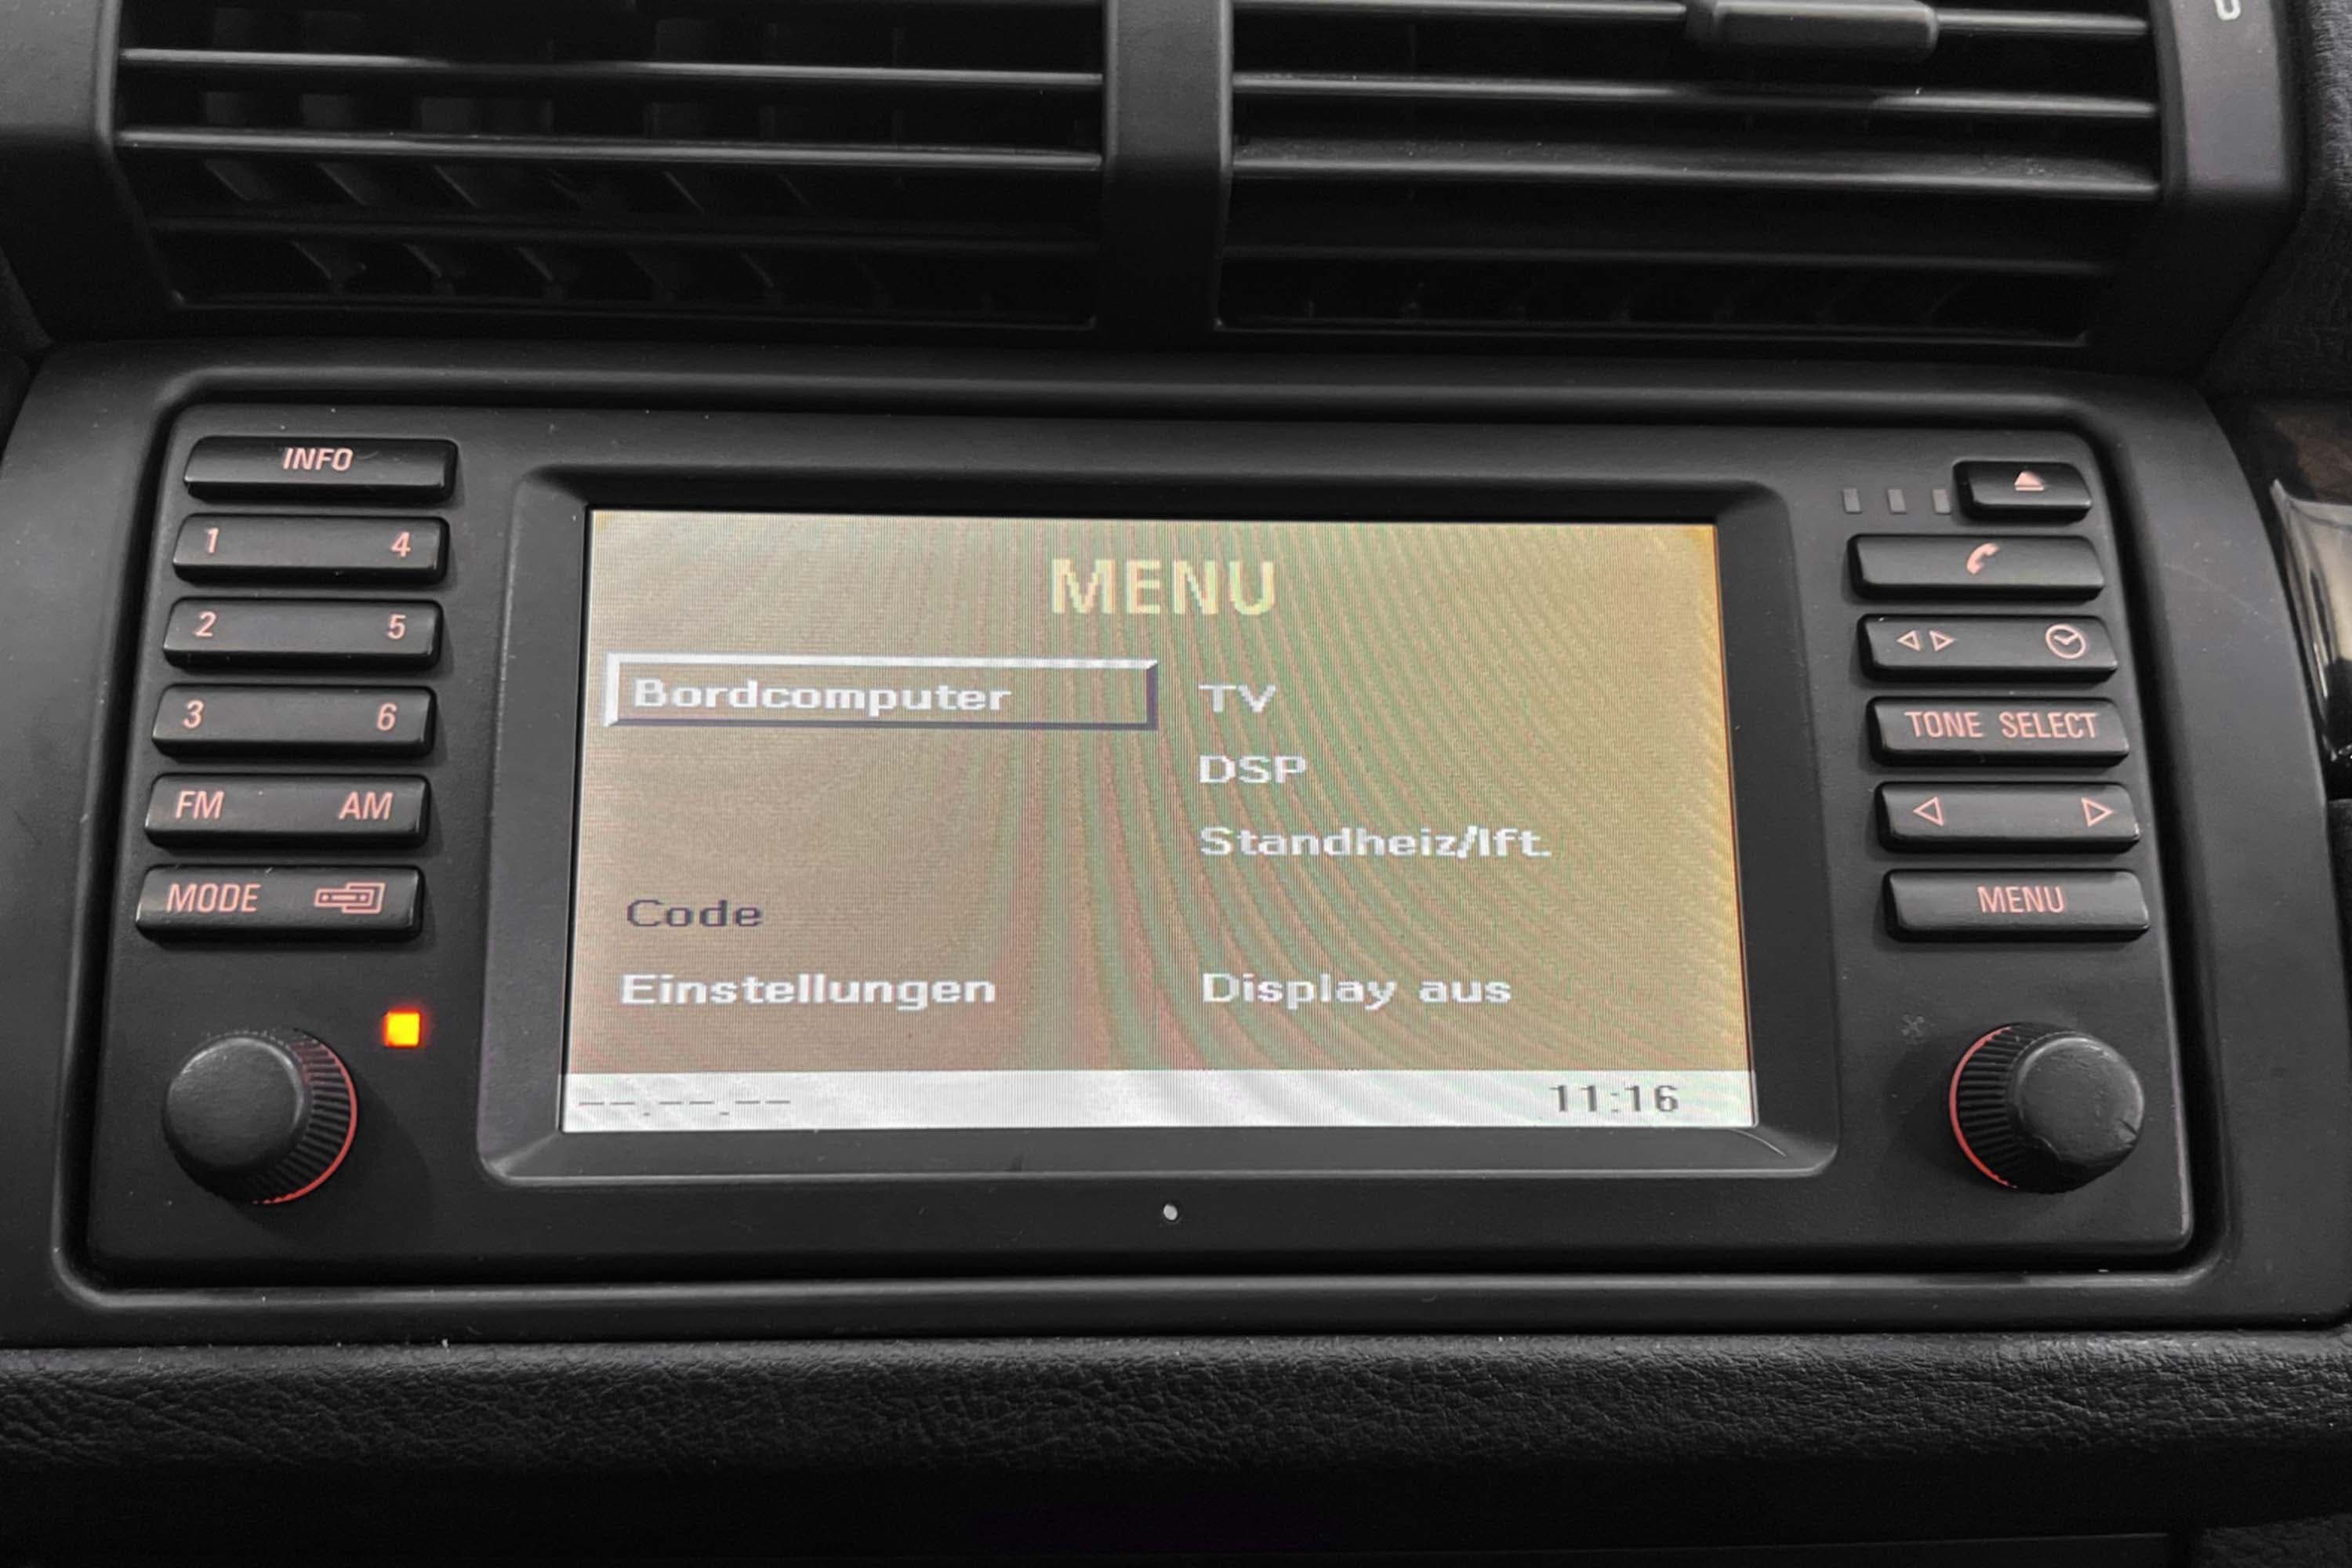 INFO
1 4
2 5
3 6
FM AM
MODE
MENU
Bordcomputer
TV
DSP
Standheiz/lft.
Code
Einstellungen
Display aus
--.--.-- 11:16
TONE SELECT
MENU